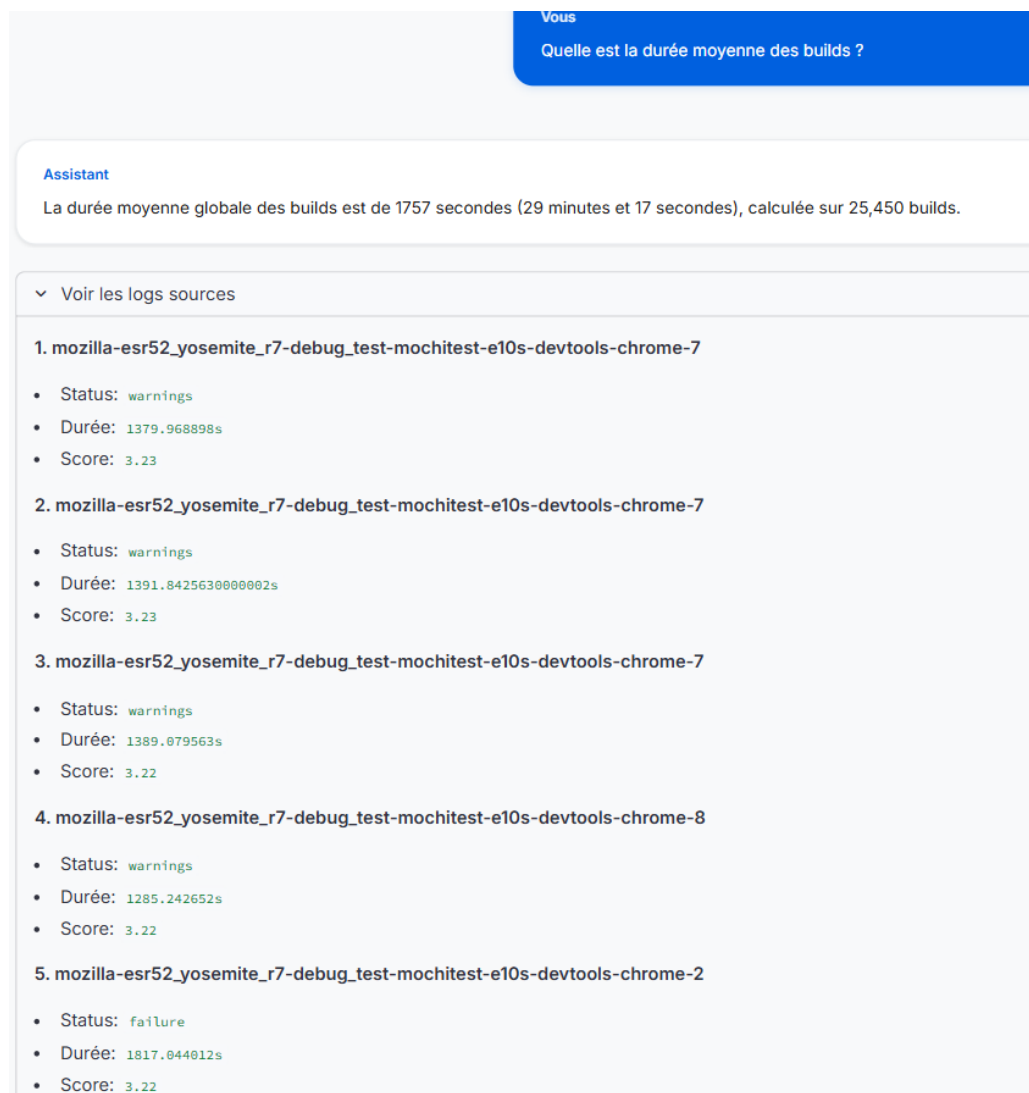 Vous
Quelle est la durée moyenne des builds ?
Assistant
La durée moyenne globale des builds est de 1757 secondes (29 minutes et 17 secondes), calculée sur 25,450 builds.
Voir les logs sources
1. mozilla-esr52_yosemite_r7-debug_test-mochitest-e10s-devtools-chrome-7
• Status: warnings
• Durée: 1379.968898s
• Score: 3.23
2. mozilla-esr52_yosemite_r7-debug_test-mochitest-e10s-devtools-chrome-7
• Status: warnings
• Durée: 1391.8425630000002s
• Score: 3.23
3. mozilla-esr52_yosemite_r7-debug_test-mochitest-e10s-devtools-chrome-7
• Status: warnings
• Durée: 1389.079563s
• Score: 3.22
4. mozilla-esr52_yosemite_r7-debug_test-mochitest-e10s-devtools-chrome-8
• Status: warnings
• Durée: 1285.242652s
• Score: 3.22
5. mozilla-esr52_yosemite_r7-debug_test-mochitest-e10s-devtools-chrome-2
• Status: failure
• Durée: 1817.044012s
• Score: 3.22